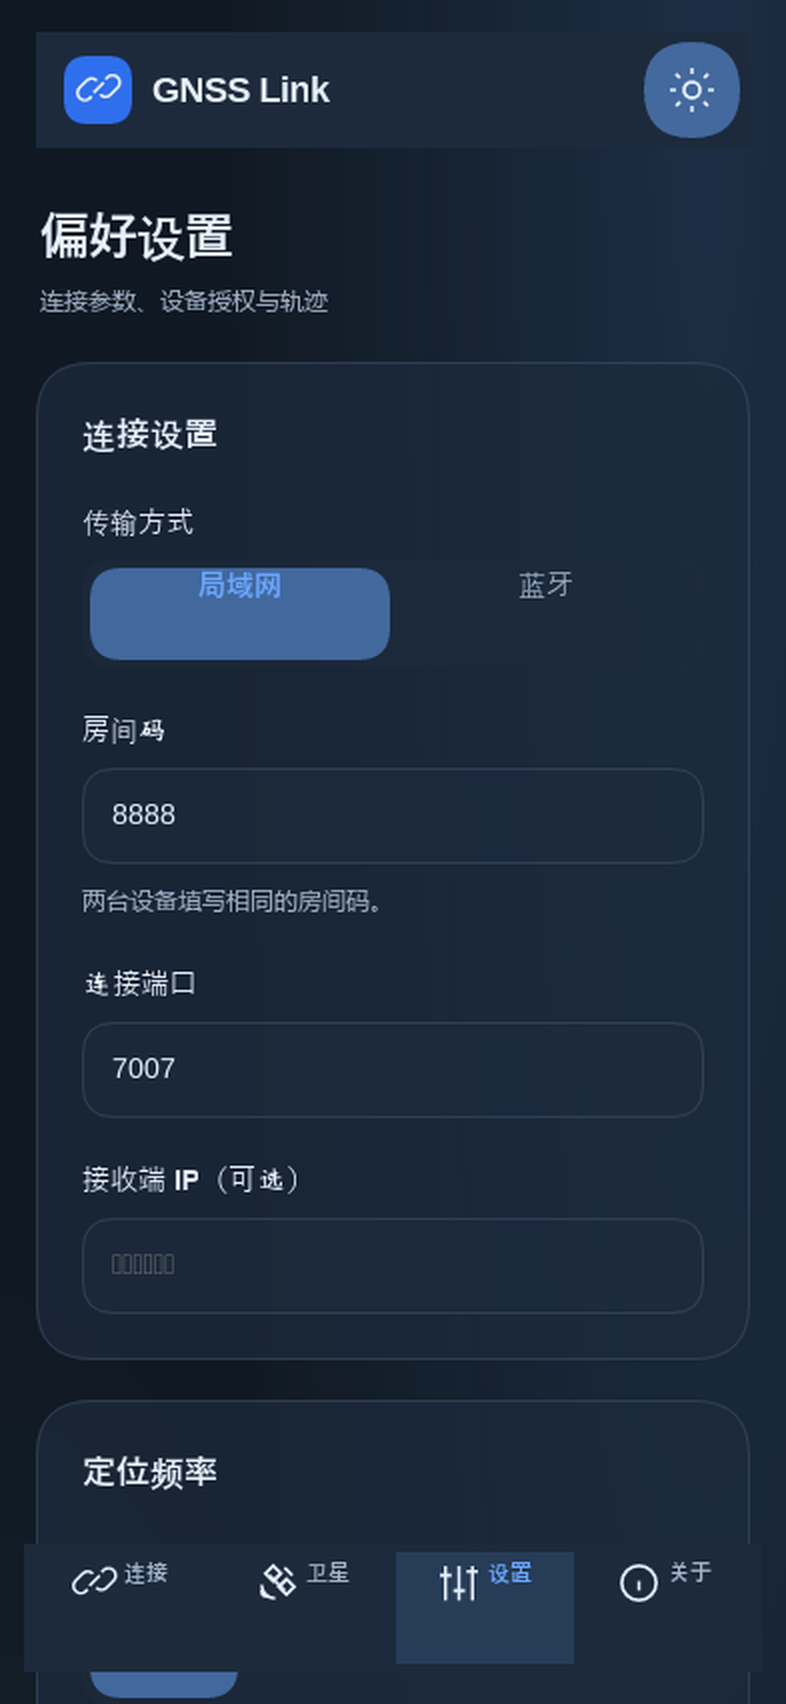 GNSS Link
偏好设置
连接参数、设备授权与轨迹
连接设置
传输方式
局域网 蓝牙
房间码
8888
两台设备填写相同的房间码。
连接端口
7007
接收端 IP（可选）
定位频率
连接 卫星 设置 关于